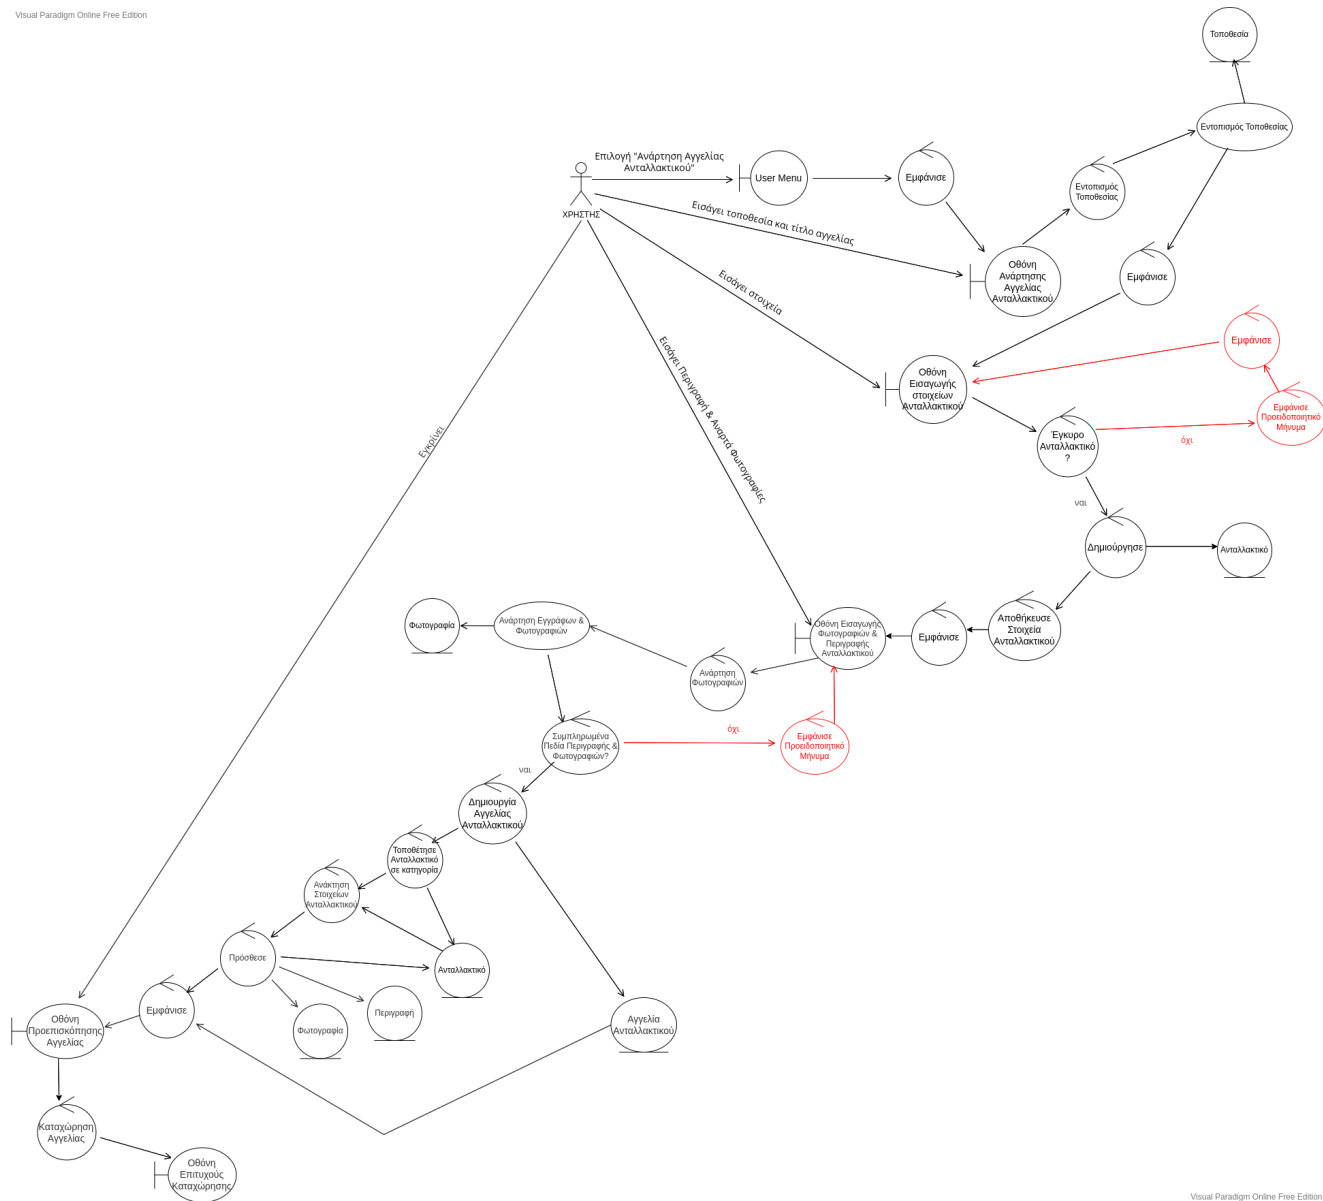 Visual Paradigm Online Free Edition
Τοποθεσία
Εντοπισμός Τοποθεσίας
Επιλογή "Ανάρτηση Αγγελίας
Ανταλλακτικού"
User Menu
Εμφάνισε
Εντοπισμός
Τοποθεσίας
ΧΡΗΣΤΗΣ
Εισάγει τοποθεσία και τίτλο αγγελίας
Οθόνη
Ανάρτησης
Αγγελίας
Ανταλλακτικού
Εμφάνισε
Εισάγει στοιχεία
Εμφάνισε
Εισάγει Περιγραφή & Αναρτά Φωτογραφίες
Οθόνη
Εισαγωγής
στοιχείων
Ανταλλακτικού
Εμφάνισε
Προειδοποιητικό
Μήνυμα
Εγκρίνει
Έγκυρο
Ανταλλακτικό
?
όχι
ναι
Δημιούργησε
Ανταλλακτικό
Φωτογραφία
Ανάρτηση Εγγράφων &
Φωτογραφιών
Οθόνη Εισαγωγής
Φωτογραφιών &
Περιγραφής
Ανταλλακτικού
Εμφάνισε
Αποθήκευσε
Στοιχεία
Ανταλλακτικού
Ανάρτηση
Φωτογραφιών
Συμπληρωμένα
Πεδία Περιγραφής &
Φωτογραφιών?
όχι
Εμφάνισε
Προειδοποιητικό
Μήνυμα
ναι
Δημιουργία
Αγγελίας
Ανταλλακτικού
Τοποθέτησε
Ανταλλακτικό
σε κατηγορία
Ανάκτηση
Στοιχείων
Ανταλλακτικού
Πρόσθεσε
Ανταλλακτικό
Εμφάνισε
Περιγραφή
Φωτογραφία
Αγγελία
Ανταλλακτικού
Οθόνη
Προεπισκόπησης
Αγγελίας
Καταχώρηση
Αγγελίας
Οθόνη
Επιτυχούς
Καταχώρησης
Visual Paradigm Online Free Edition